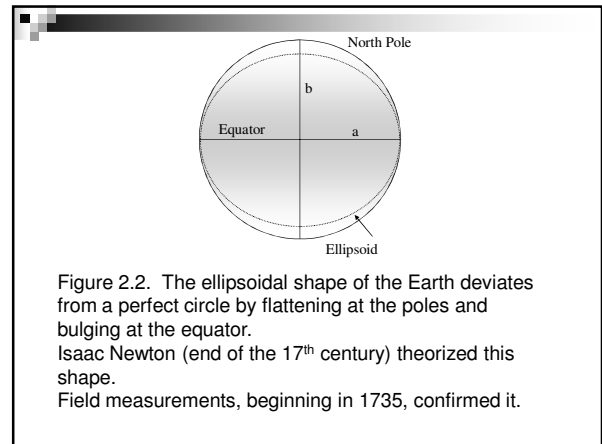 North Pole
b
Equator
a
Ellipsoid
Figure 2.2. The ellipsoidal shape of the Earth deviates
from a perfect circle by flattening at the poles and
bulging at the equator.
Isaac Newton (end of the 17th century) theorized this
shape.
Field measurements, beginning in 1735, confirmed it.